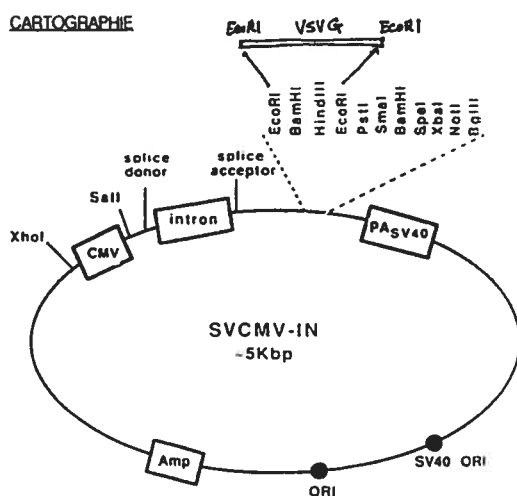 CARTOGRAPHIE
EcoRI VSVG EcoRI
EcoRI
BamHI
HindIII
EcoRI
PstI
SmaI
BamHI
SpeI
XbaI
NotI
BglII
splice
donor
splice
acceptor
SalI
XhoI
CMV
intron
PA SV40
SVCMV-IN
~5Kbp
Amp
ORI
SV40 ORI